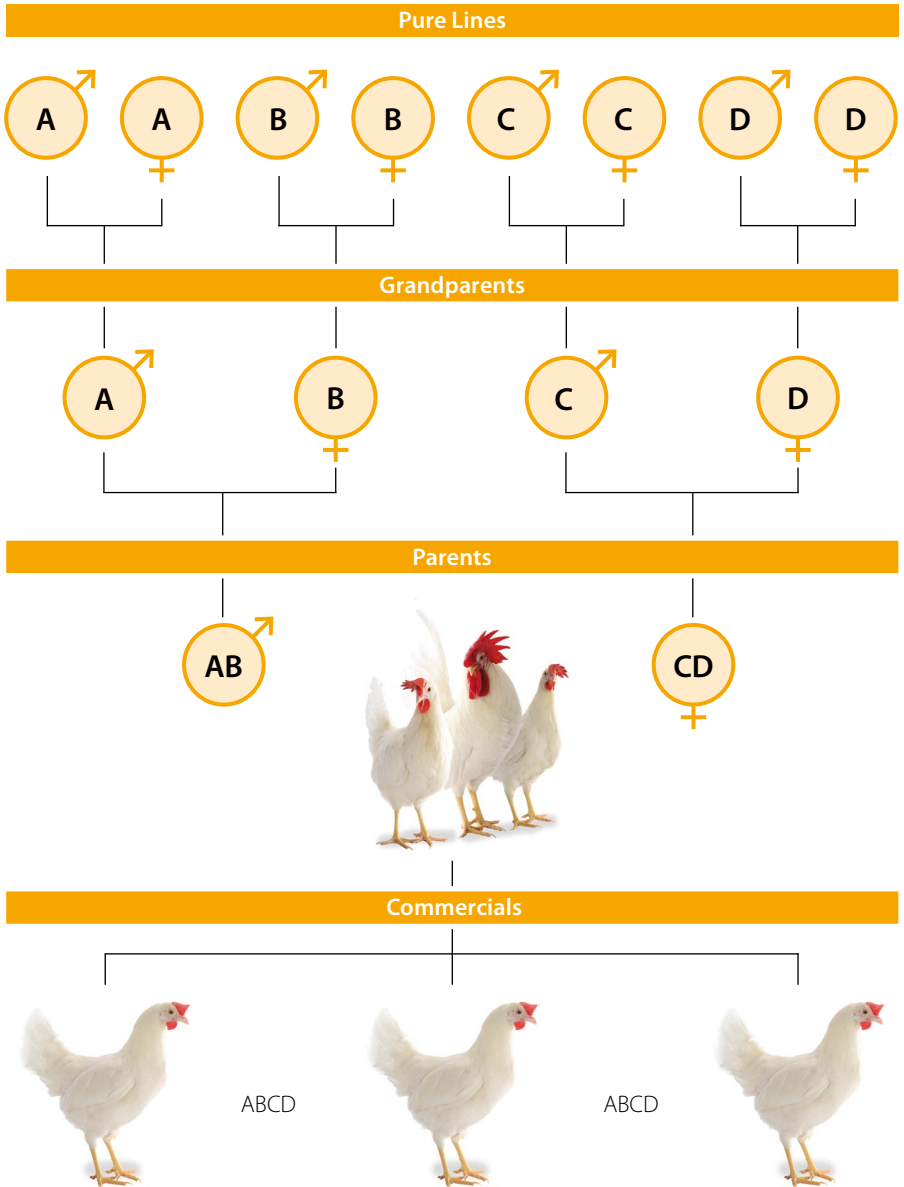 Pure Lines
A A B B C C D D
Grandparents
A B C D
Parents
AB CD
Commercials
ABCD ABCD